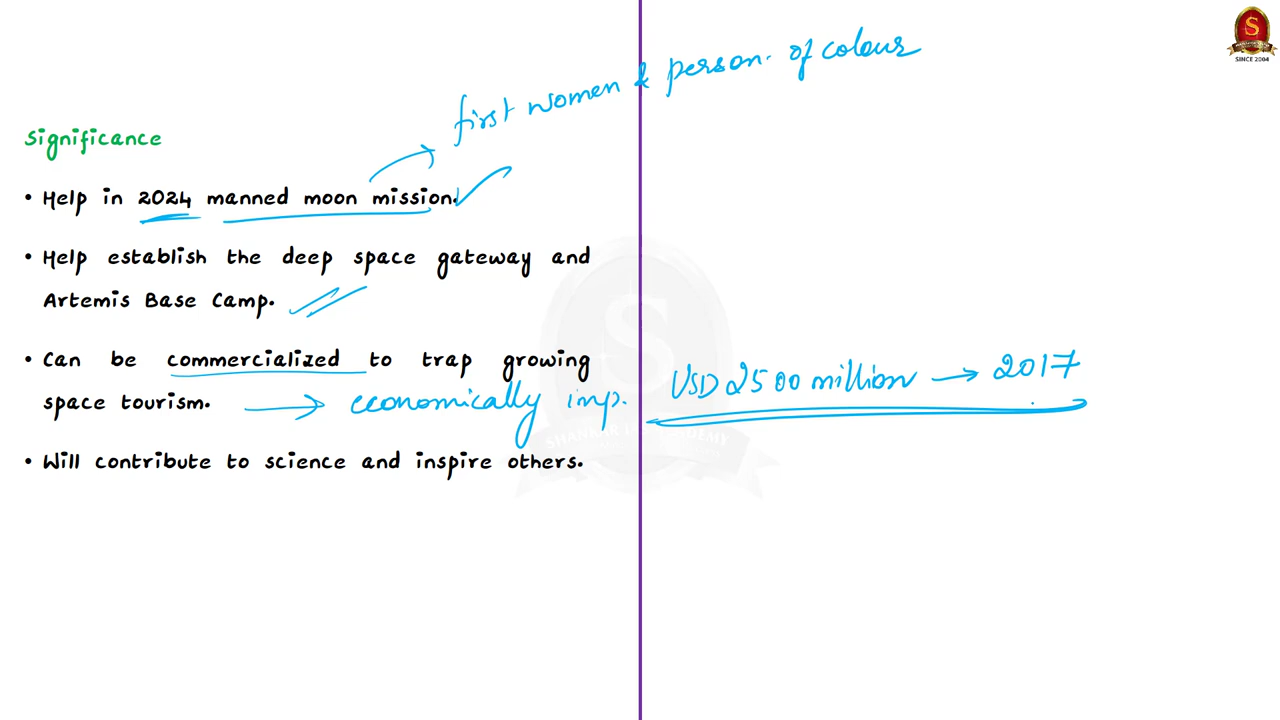 first women & person. of colour
Significance
• Help in 2024 manned moon mission.
• Help establish the deep space gateway and
Artemis Base Camp.
• Can be commercialized to trap growing
space tourism. → economically imp. USD 2500 million → 2017
• Will contribute to science and inspire others.
S
SINCE 2004